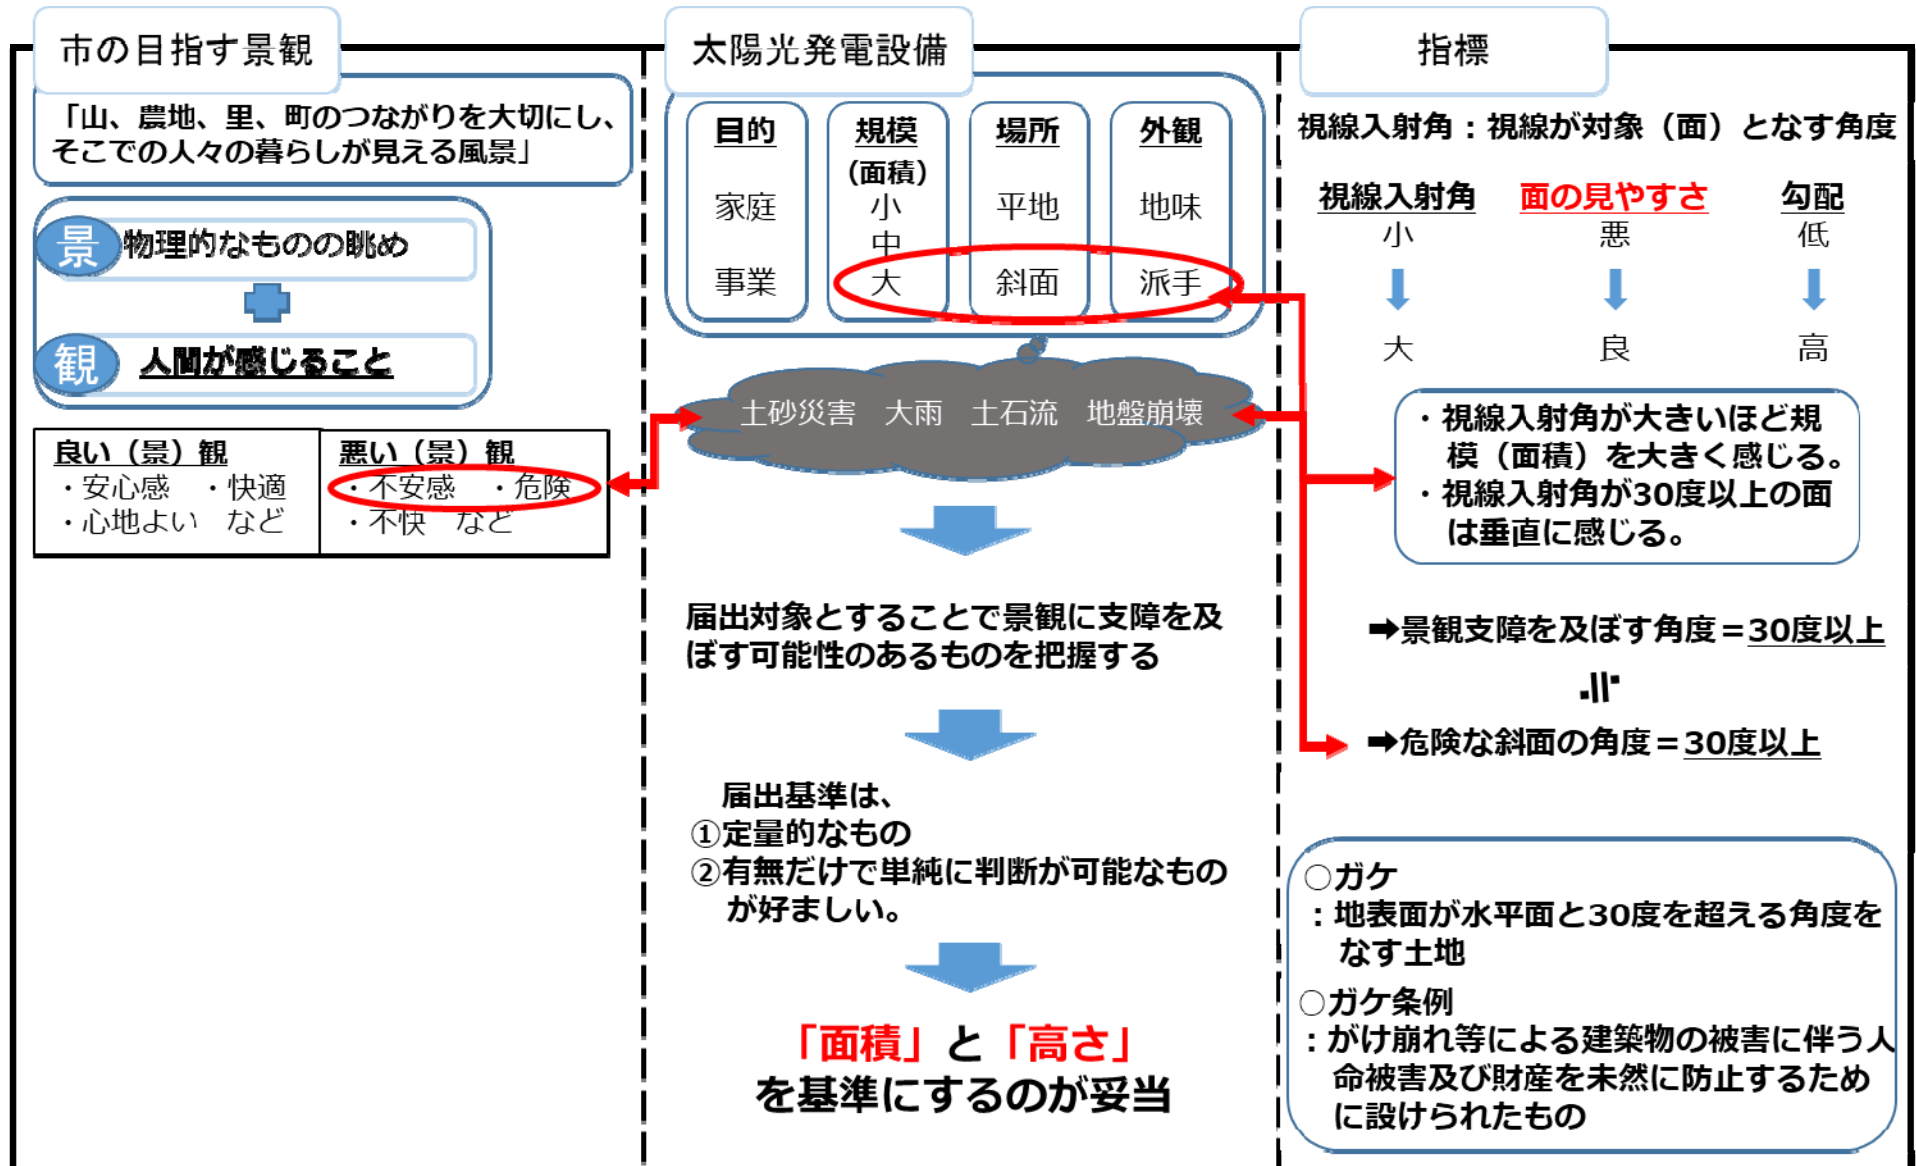 市の目指す景観
「山、農地、里、町のつながりを大切にし、
そこでの人々の暮らしが見える風景」
景 物理的なものの眺め
観 人間が感じること
良い（景）観
・安心感 ・快適
・心地よい など
悪い（景）観
・不安感 ・危険
・不快 など
太陽光発電設備
目的
家庭
事業
規模
（面積）
小
中
大
場所
平地
斜面
外観
地味
派手
土砂災害 大雨 土石流 地盤崩壊
届出対象とすることで景観に支障を及
ぼす可能性のあるものを把握する
届出基準は、
①定量的なもの
②有無だけで単純に判断が可能なもの
が好ましい。
「面積」と「高さ」
を基準にするのが妥当
指標
視線入射角：視線が対象（面）となす角度
視線入射角 面の見やすさ 勾配
小 悪 低
大 良 高
・視線入射角が大きいほど規
模（面積）を大きく感じる。
・視線入射角が30度以上の面
は垂直に感じる。
➡景観支障を及ぼす角度＝30度以上
➡危険な斜面の角度＝30度以上
○ガケ
：地表面が水平面と30度を超える角度を
なす土地
○ガケ条例
：がけ崩れ等による建築物の被害に伴う人
命被害及び財産を未然に防止するため
に設けられたもの